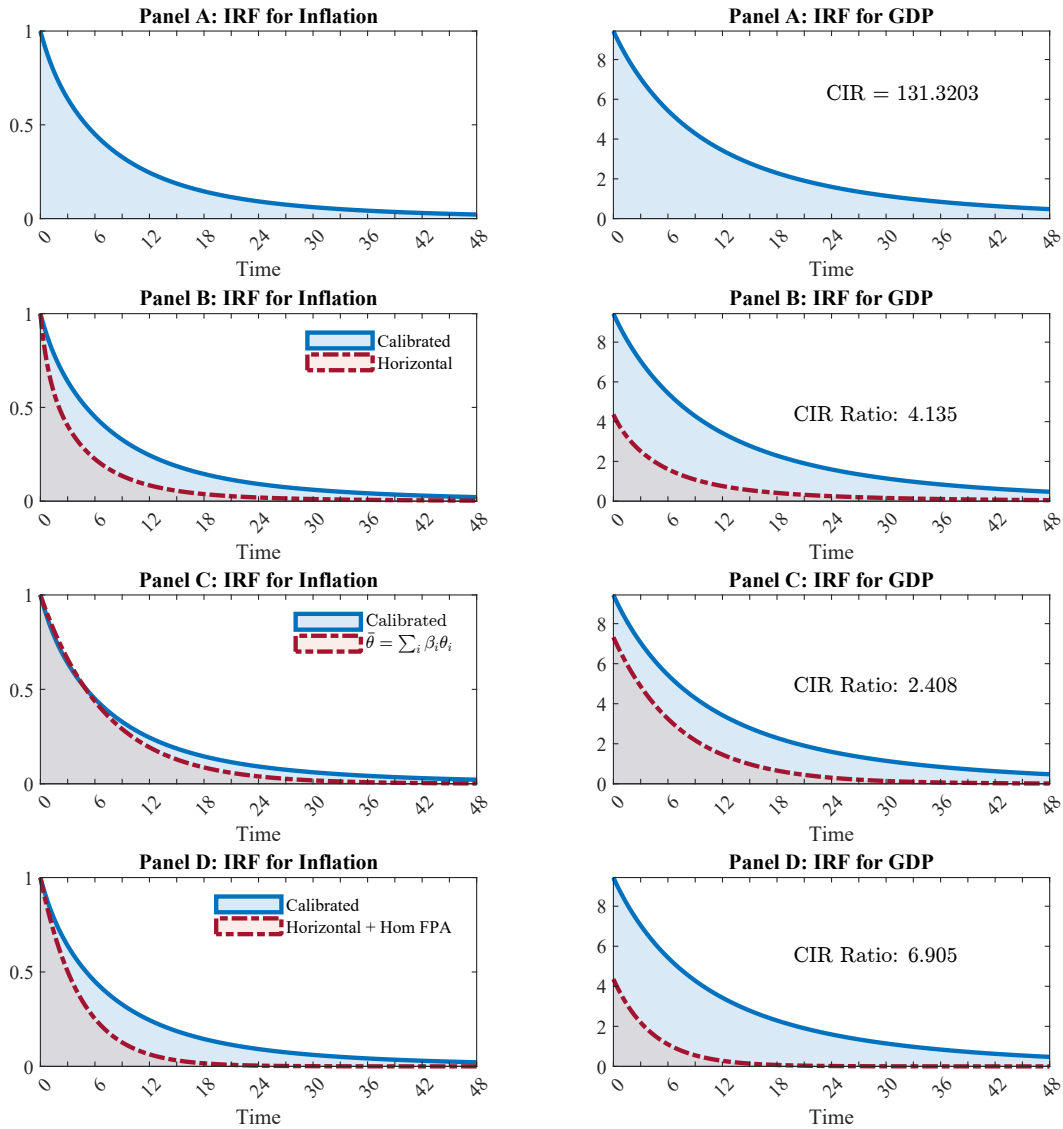 Panel A: IRF for Inflation
1
0.5
0
0 6 12 18 24 30 36 42 48
Time
Panel A: IRF for GDP
8
6
4
2
0
CIR = 131.3203
0 6 12 18 24 30 36 42 48
Time
Panel B: IRF for Inflation
1
0.5
0
Calibrated
Horizontal
0 6 12 18 24 30 36 42 48
Time
Panel B: IRF for GDP
8
6
4
2
0
CIR Ratio: 4.135
0 6 12 18 24 30 36 42 48
Time
Panel C: IRF for Inflation
1
0.5
0
Calibrated
θ̄ = ∑ᵢ βᵢθᵢ
0 6 12 18 24 30 36 42 48
Time
Panel C: IRF for GDP
8
6
4
2
0
CIR Ratio: 2.408
0 6 12 18 24 30 36 42 48
Time
Panel D: IRF for Inflation
1
0.5
0
Calibrated
Horizontal + Hom FPA
0 6 12 18 24 30 36 42 48
Time
Panel D: IRF for GDP
8
6
4
2
0
CIR Ratio: 6.905
0 6 12 18 24 30 36 42 48
Time